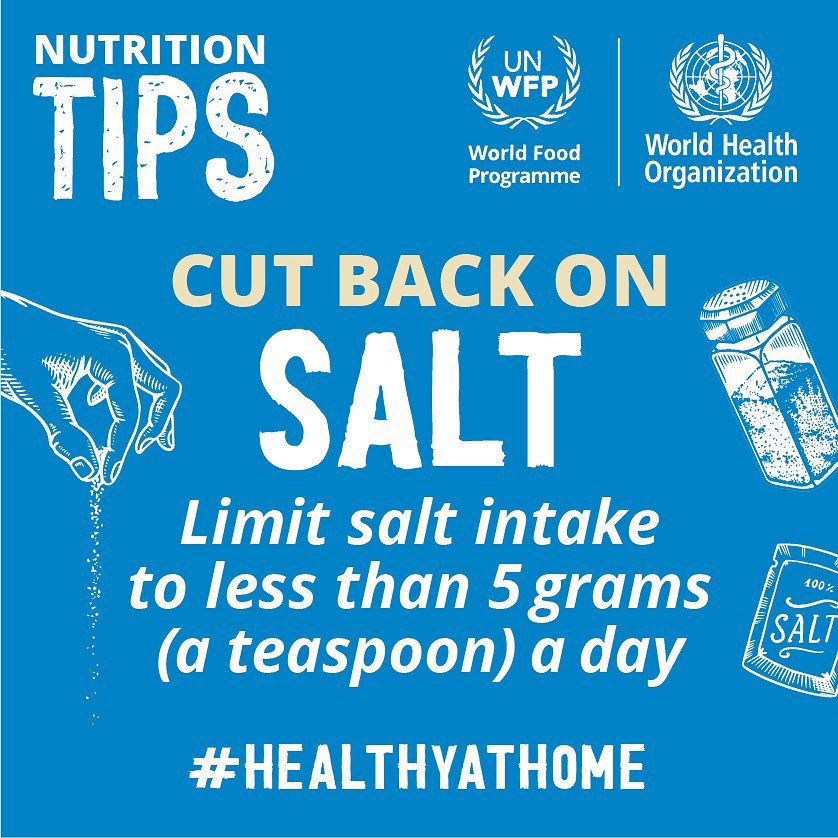 NUTRITION
TIPS
UN
WFP
World Food
Programme
World Health
Organization
CUT BACK ON
SALT
Limit salt intake
to less than 5 grams
(a teaspoon) a day
100%
SALT
#HEALTHYATHOME